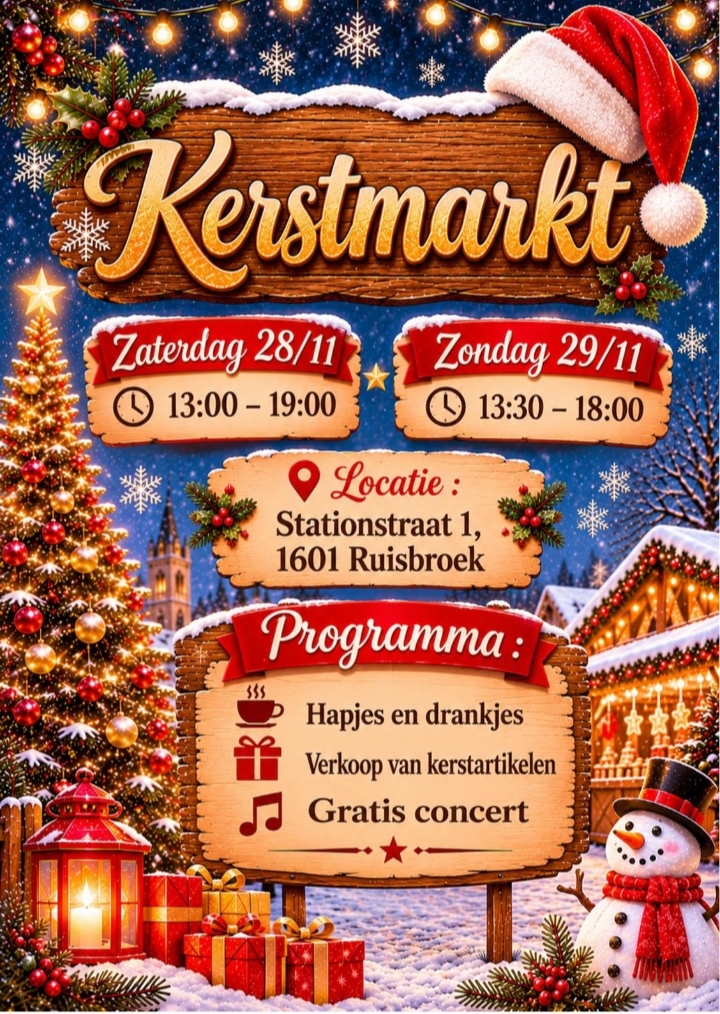 Kerstmarkt
Zaterdag 28/11
13:00 – 19:00
Zondag 29/11
13:30 – 18:00
Locatie :
Stationstraat 1,
1601 Ruisbroek
Programma :
Hapjes en drankjes
Verkoop van kerstartikelen
Gratis concert